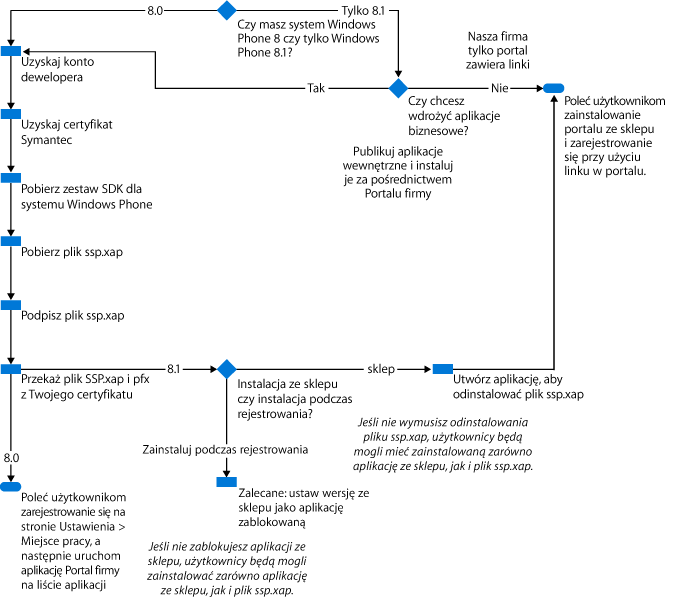 8.0
Tylko 8.1
Czy masz system Windows
Phone 8 czy tylko Windows
Phone 8.1?
Nasza firma
tylko portal
zawiera linki
Uzyskaj konto
dewelopera
Tak
Nie
Czy chcesz
wdrożyć aplikacje
biznesowe?
Poleć użytkownikom
zainstalowanie
portalu ze sklepu
i zarejestrowanie
się przy użyciu
linku w portalu.
Uzyskaj certyfikat
Symantec
Publikuj aplikacje
wewnętrzne i instaluj
je za pośrednictwem
Portalu firmy
Pobierz zestaw SDK dla
systemu Windows Phone
Pobierz plik ssp.xap
Podpisz plik ssp.xap
Przekaż plik SSP.xap i pfx
z Twojego certyfikatu
8.1
Instalacja ze sklepu
czy instalacja podczas
rejestrowania?
sklep
Utwórz aplikację, aby
odinstalować plik ssp.xap
Jeśli nie wymusisz odinstalowania
pliku ssp.xap, użytkownicy będą
mogli mieć zainstalowaną zarówno
aplikację ze sklepu, jak i plik ssp.xap.
Zainstaluj podczas rejestrowania
8.0
Poleć użytkownikom
zarejestrowanie się na
stronie Ustawienia >
Miejsce pracy, a
następnie uruchom
aplikację Portal firmy
na liście aplikacji
Zalecane: ustaw wersję ze
sklepu jako aplikację
zablokowaną
Jeśli nie zablokujesz aplikacji ze
sklepu, użytkownicy będą mogli
zainstalować zarówno aplikację
ze sklepu, jak i plik ssp.xap.